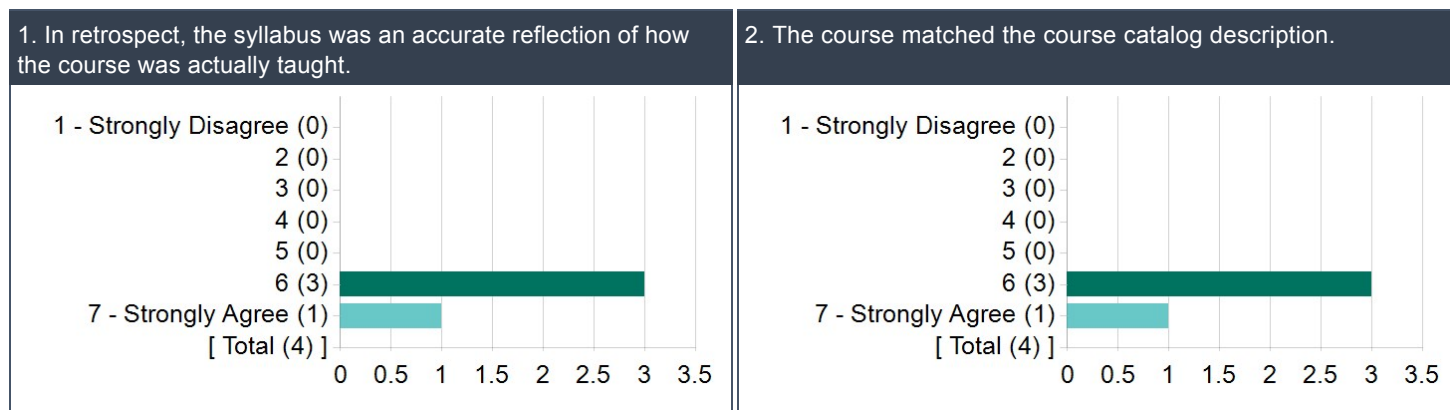 1. In retrospect, the syllabus was an accurate reflection of how
the course was actually taught.
1 - Strongly Disagree (0)
2 (0)
3 (0)
4 (0)
5 (0)
6 (3)
7 - Strongly Agree (1)
[ Total (4) ]
0 0.5 1 1.5 2 2.5 3 3.5
2. The course matched the course catalog description.
1 - Strongly Disagree (0)
2 (0)
3 (0)
4 (0)
5 (0)
6 (3)
7 - Strongly Agree (1)
[ Total (4) ]
0 0.5 1 1.5 2 2.5 3 3.5